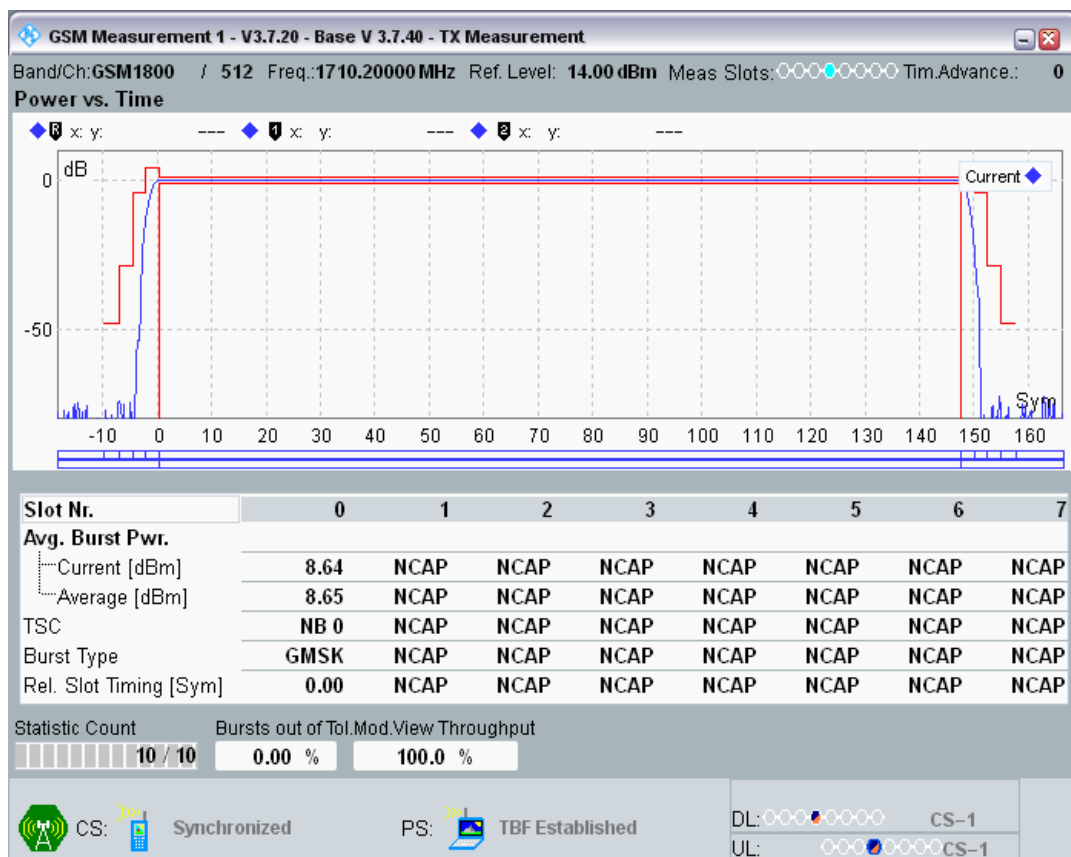 GSM Measurement 1 - V3.7.20 - Base V 3.7.40 - TX Measurement
Band/Ch:GSM1800 / 512 Freq.:1710.20000 MHz Ref. Level: 14.00 dBm Meas Slots: Tim.Advance.: 0
Power vs. Time
R x: y: --- 1 x: y: --- 2 x: y: ---
dB
Current
0
-50
Sym
-10 0 10 20 30 40 50 60 70 80 90 100 110 120 130 140 150 160
Slot Nr. 0 1 2 3 4 5 6 7
Avg. Burst Pwr.
Current [dBm] 8.64 NCAP NCAP NCAP NCAP NCAP NCAP NCAP
Average [dBm] 8.65 NCAP NCAP NCAP NCAP NCAP NCAP NCAP
TSC NB 0 NCAP NCAP NCAP NCAP NCAP NCAP NCAP
Burst Type GMSK NCAP NCAP NCAP NCAP NCAP NCAP NCAP
Rel. Slot Timing [Sym] 0.00 NCAP NCAP NCAP NCAP NCAP NCAP NCAP
Statistic Count Bursts out of Tol.Mod.View Throughput
10 / 10 0.00 % 100.0 %
CS: Synchronized PS: TBF Established
DL: CS-1
UL: CS-1